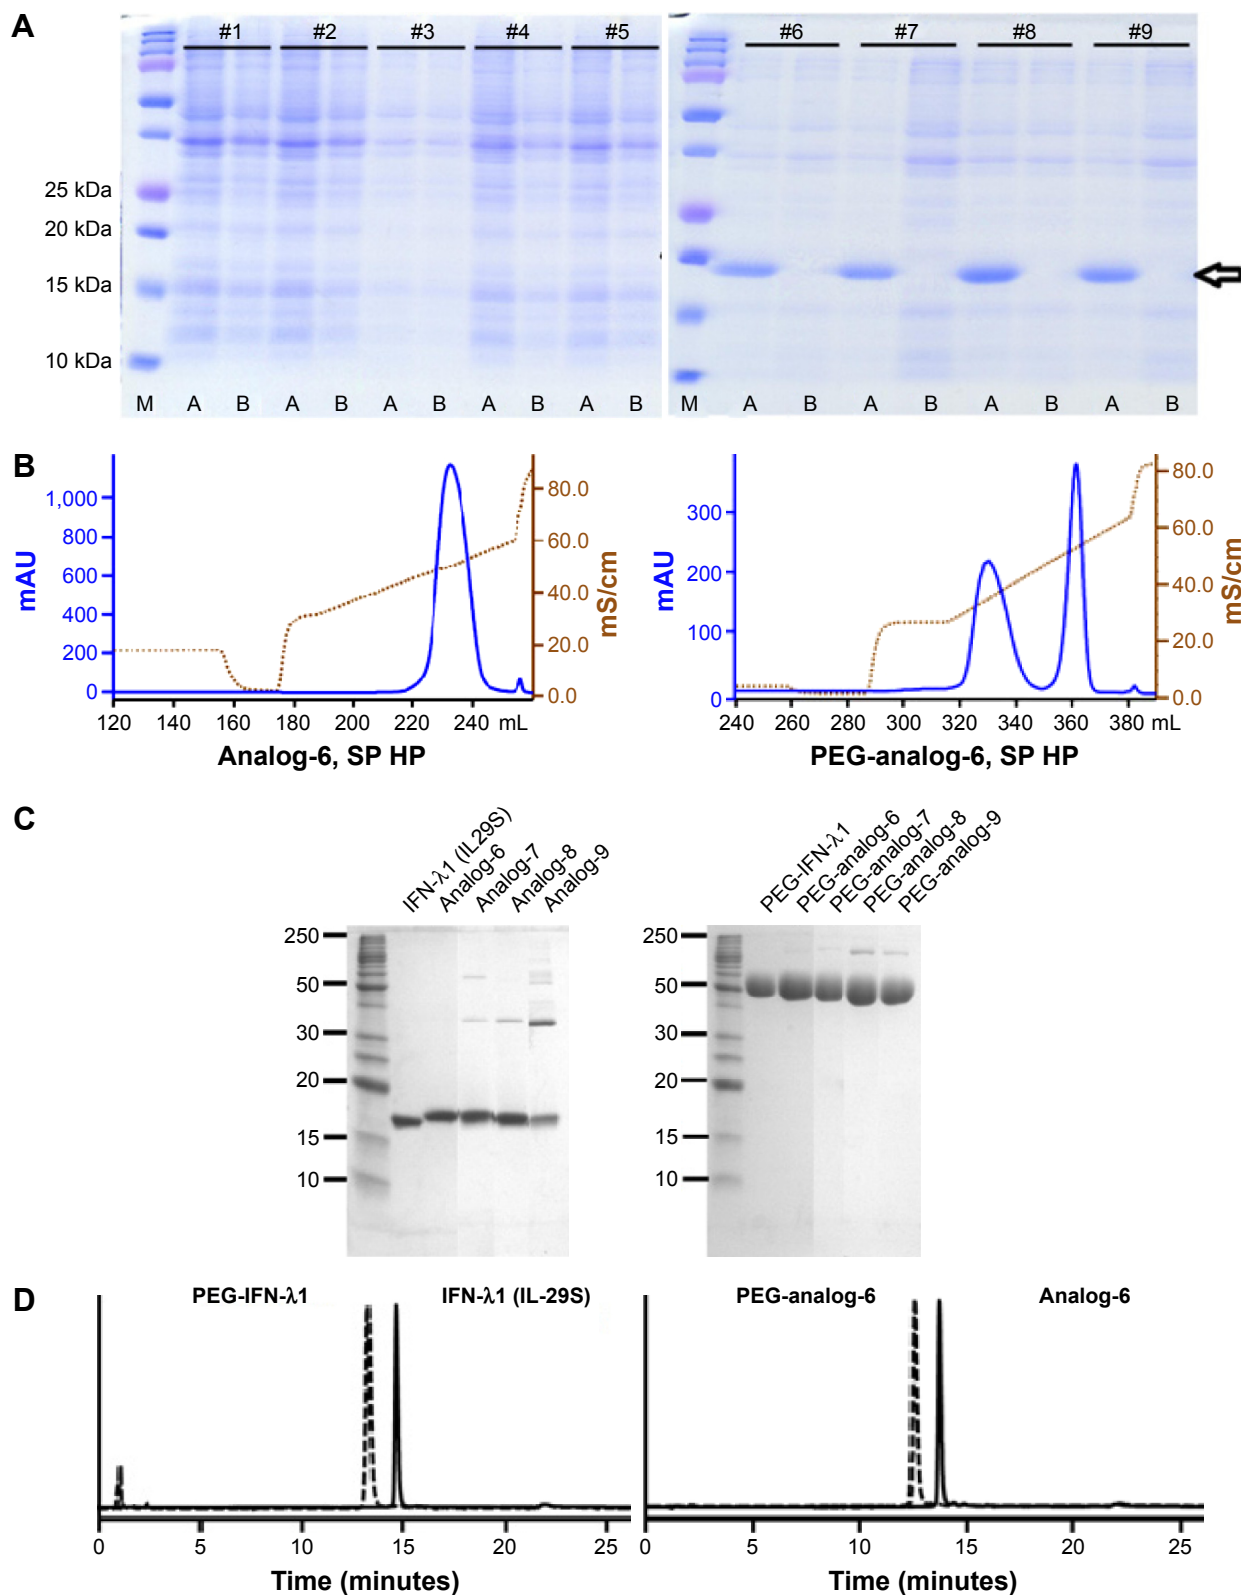 A
#1 #2 #3 #4 #5
#6 #7 #8 #9
25 kDa
20 kDa
15 kDa
10 kDa
M A B A B A B A B A B
M A B A B A B A B
B
mAU
1,000
800
600
400
200
0
80.0
60.0
40.0
20.0
0.0
mS/cm
120 140 160 180 200 220 240 mL
Analog-6, SP HP
mAU
300
200
100
0
80.0
60.0
40.0
20.0
0.0
mS/cm
240 260 280 300 320 340 360 380 mL
PEG-analog-6, SP HP
C
IFN-λ1 (IL29S)
Analog-6
Analog-7
Analog-8
Analog-9
250
50
30
20
15
10
PEG-IFN-λ1
PEG-analog-6
PEG-analog-7
PEG-analog-8
PEG-analog-9
250
50
30
20
15
10
D
PEG-IFN-λ1 IFN-λ1 (IL-29S)
0 5 10 15 20 25
Time (minutes)
PEG-analog-6 Analog-6
0 5 10 15 20 25
Time (minutes)